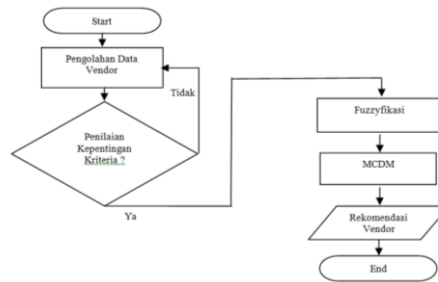 Start
Pengolahan Data
Vendor
Tidak
Penilaian
Kepentingan
Kriteria ?
Ya
Fuzzyfikasi
MCDM
Rekomendasi
Vendor
End